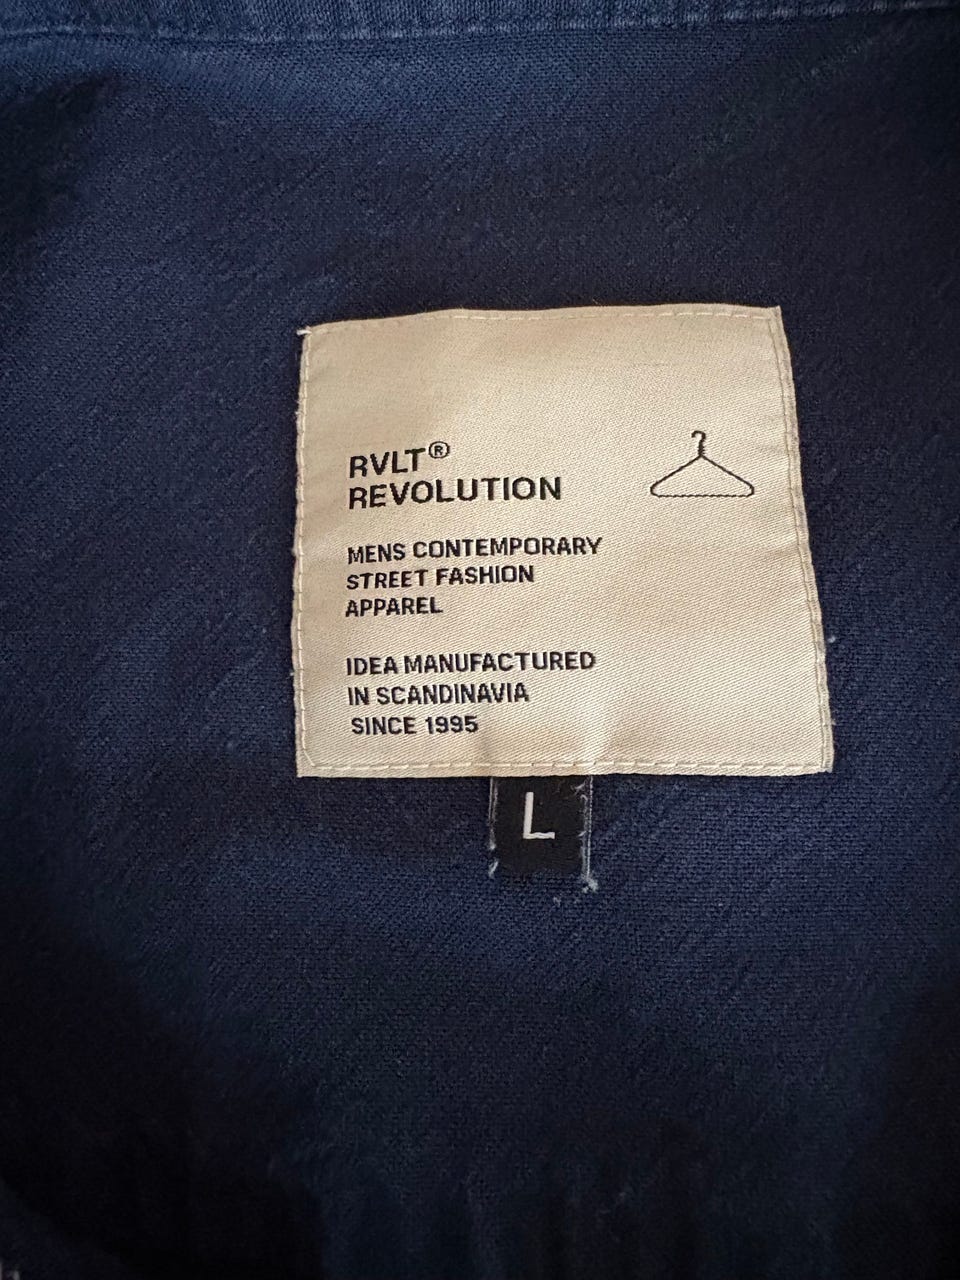 RVLT®
REVOLUTION
MENS CONTEMPORARY
STREET FASHION
APPAREL
IDEA MANUFACTURED
IN SCANDINAVIA
SINCE 1995
L